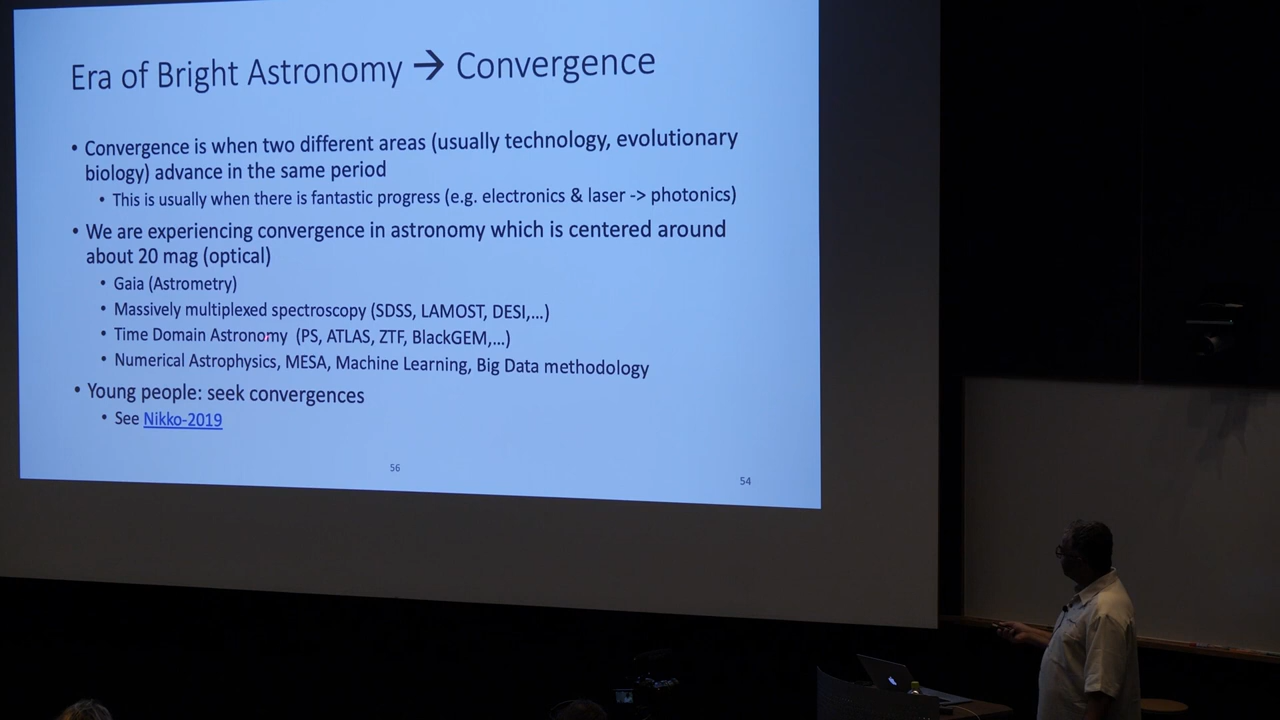 Era of Bright Astronomy → Convergence
• Convergence is when two different areas (usually technology, evolutionary
biology) advance in the same period
• This is usually when there is fantastic progress (e.g. electronics & laser -> photonics)
• We are experiencing convergence in astronomy which is centered around
about 20 mag (optical)
• Gaia (Astrometry)
• Massively multiplexed spectroscopy (SDSS, LAMOST, DESI,...)
• Time Domain Astronomy (PS, ATLAS, ZTF, BlackGEM,...)
• Numerical Astrophysics, MESA, Machine Learning, Big Data methodology
• Young people: seek convergences
• See Nikko-2019
56
54